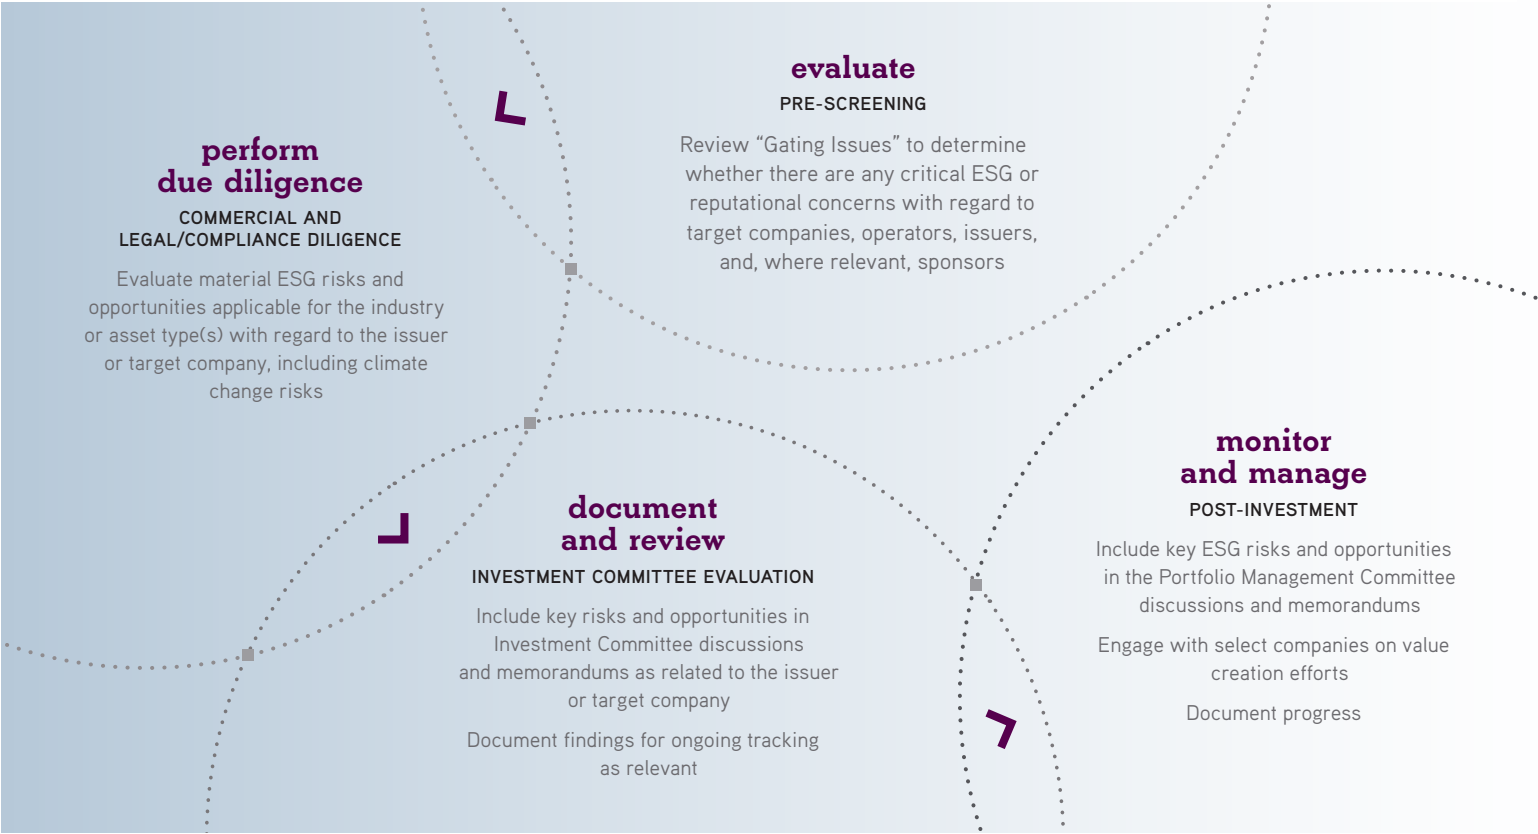 evaluate
PRE-SCREENING
Review “Gating Issues” to determine
whether there are any critical ESG or
reputational concerns with regard to
target companies, operators, issuers,
and, where relevant, sponsors
perform
due diligence
COMMERCIAL AND
LEGAL/COMPLIANCE DILIGENCE
Evaluate material ESG risks and
opportunities applicable for the industry
or asset type(s) with regard to the issuer
or target company, including climate
change risks
document
and review
INVESTMENT COMMITTEE EVALUATION
Include key risks and opportunities in
Investment Committee discussions
and memorandums as related to the issuer
or target company
Document findings for ongoing tracking
as relevant
monitor
and manage
POST-INVESTMENT
Include key ESG risks and opportunities
in the Portfolio Management Committee
discussions and memorandums
Engage with select companies on value
creation efforts
Document progress